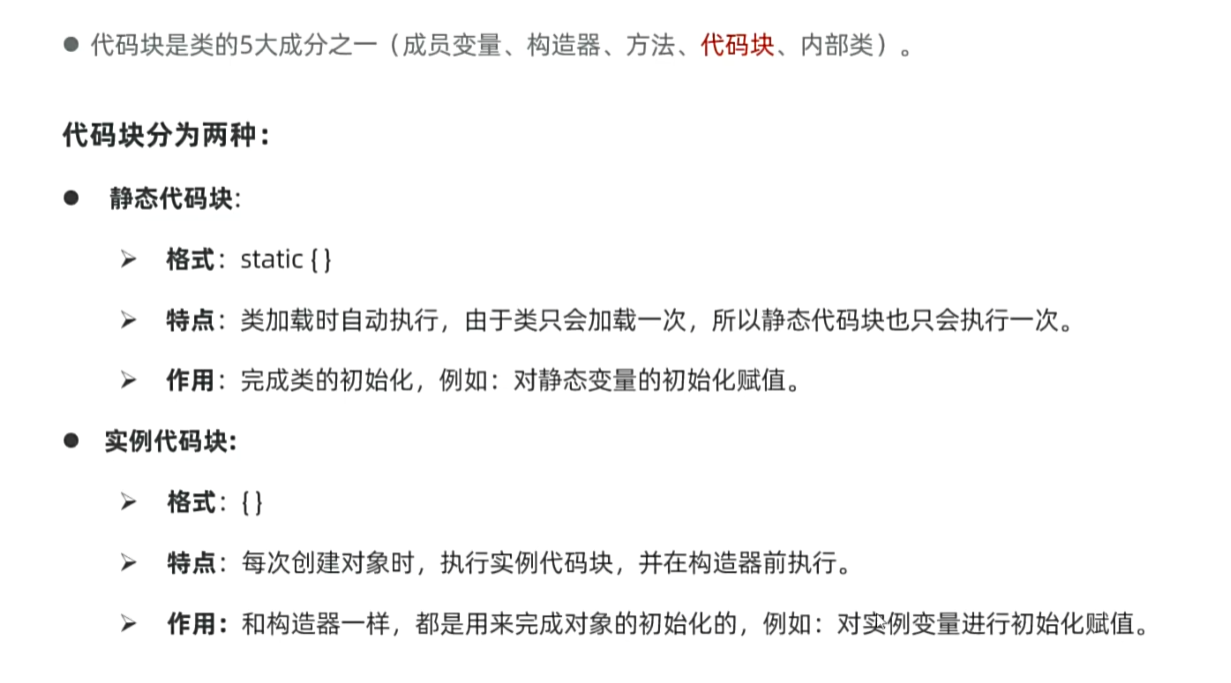 ● 代码块是类的5大成分之一（成员变量、构造器、方法、代码块、内部类）。
代码块分为两种：
● 静态代码块:
➢ 格式：static { }
➢ 特点：类加载时自动执行，由于类只会加载一次，所以静态代码块也只会执行一次。
➢ 作用：完成类的初始化，例如：对静态变量的初始化赋值。
● 实例代码块:
➢ 格式：{ }
➢ 特点：每次创建对象时，执行实例代码块，并在构造器前执行。
➢ 作用：和构造器一样，都是用来完成对象的初始化的，例如：对实例变量进行初始化赋值。